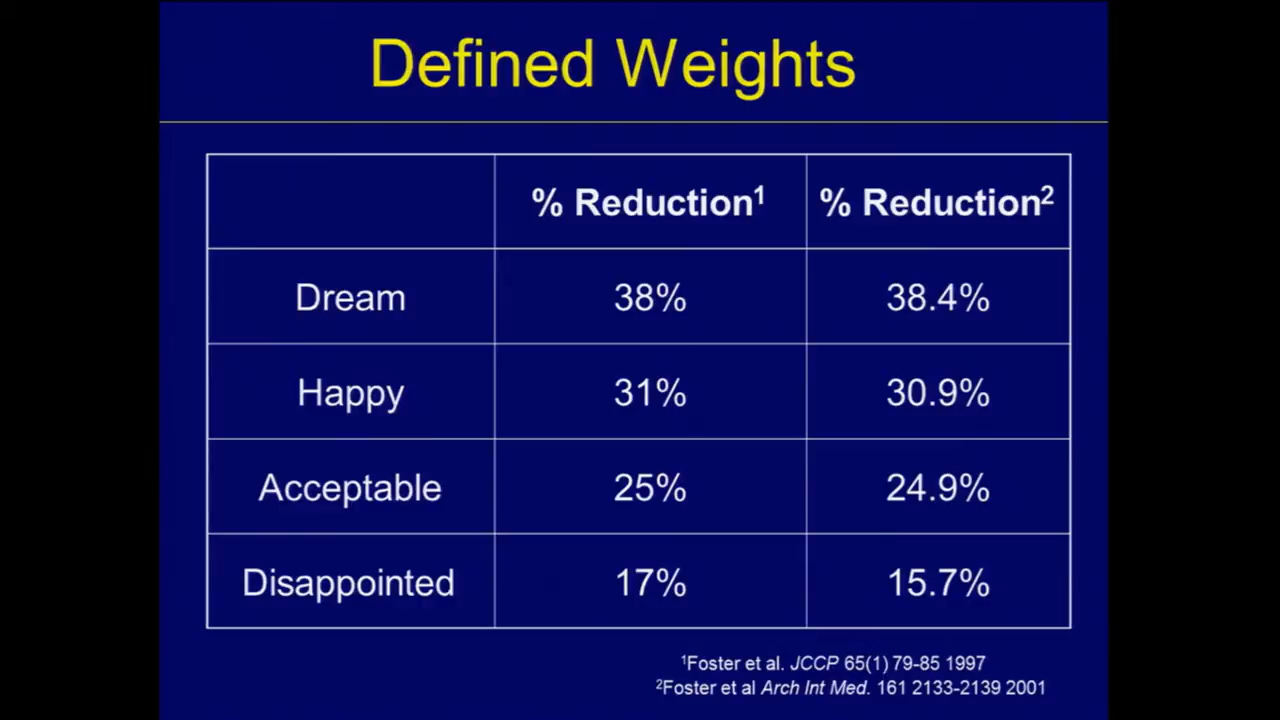 Defined Weights
% Reduction¹ % Reduction²
Dream 38% 38.4%
Happy 31% 30.9%
Acceptable 25% 24.9%
Disappointed 17% 15.7%
¹Foster et al. JCCP 65(1) 79-85 1997
²Foster et al Arch Int Med. 161 2133-2139 2001